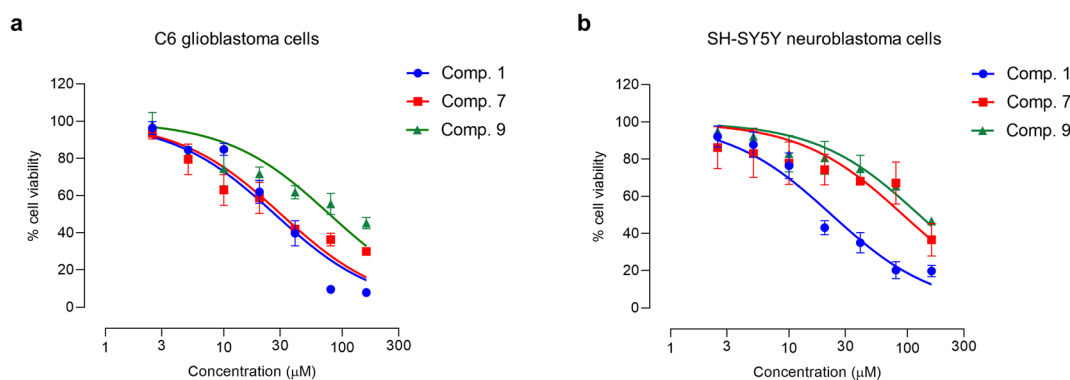 a
C6 glioblastoma cells
Comp. 1
Comp. 7
Comp. 9
120
100
80
60
40
20
0
% cell viability
1
3
10
30
100
300
Concentration (μM)
b
SH-SY5Y neuroblastoma cells
Comp. 1
Comp. 7
Comp. 9
120
100
80
60
40
20
0
% cell viability
1
3
10
30
100
300
Concentration (μM)